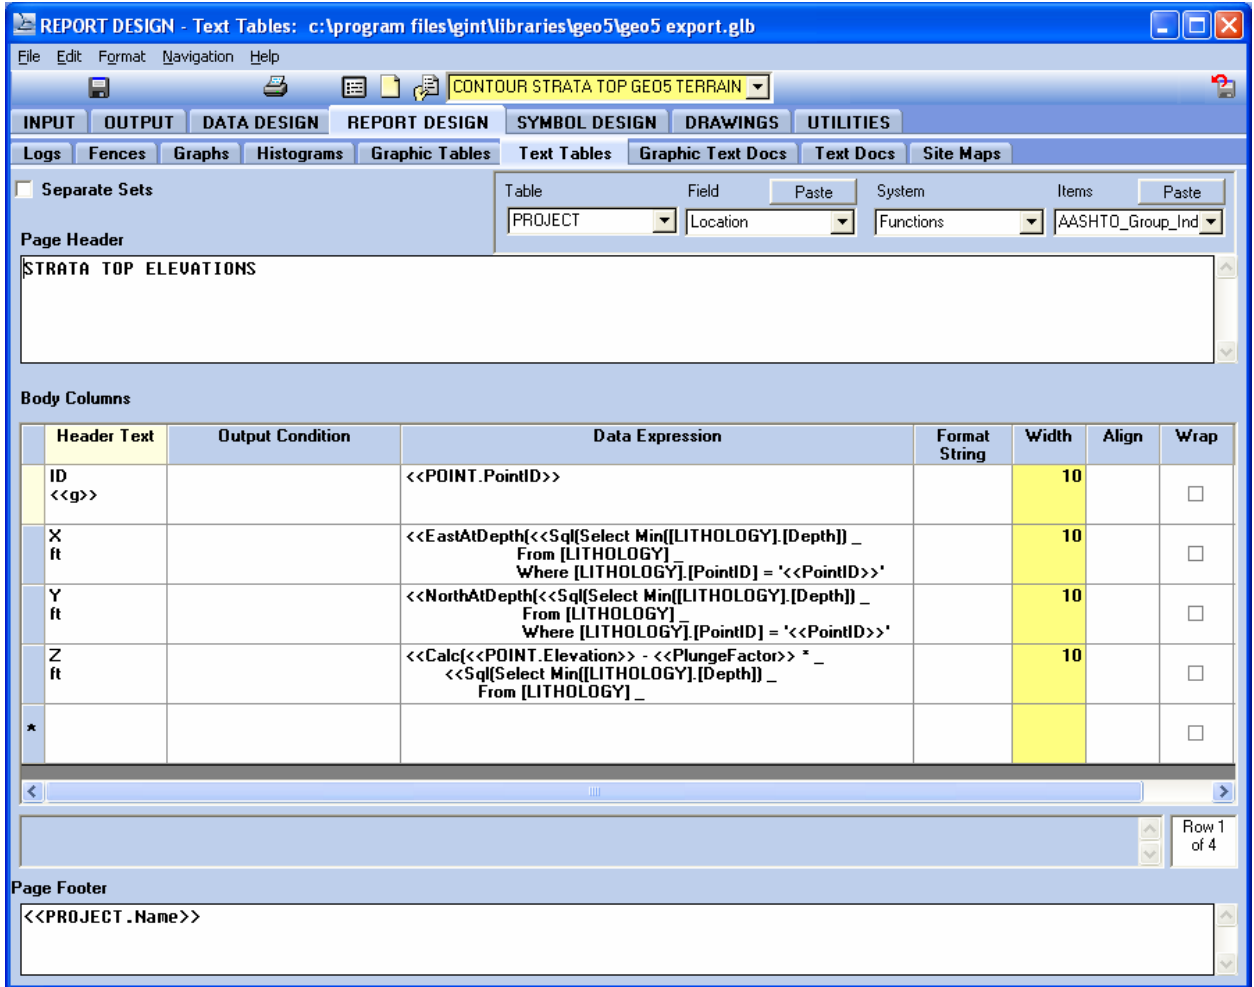 REPORT DESIGN - Text Tables: c:\program files\gint\libraries\geo5\geo5 export.glb
File Edit Format Navigation Help
CONTOUR STRATA TOP GEO5 TERRAIN
INPUT OUTPUT DATA DESIGN REPORT DESIGN SYMBOL DESIGN DRAWINGS UTILITIES
Logs Fences Graphs Histograms Graphic Tables Text Tables Graphic Text Docs Text Docs Site Maps
Separate Sets
Table Field Paste System Items Paste
PROJECT Location Functions AASHTO_Group_Ind
Page Header
STRATA TOP ELEVATIONS
Body Columns
Header Text Output Condition Data Expression Format String Width Align Wrap
ID <<POINT.PointID>> 10
<<g>>
X <<EastAtDepth(<<Sql(Select Min([LITHOLOGY].[Depth]) _ 10
ft From [LITHOLOGY] _
Where [LITHOLOGY].[PointID] = '<<PointID>>'
Y <<NorthAtDepth(<<Sql(Select Min([LITHOLOGY].[Depth]) _ 10
ft From [LITHOLOGY] _
Where [LITHOLOGY].[PointID] = '<<PointID>>'
Z <<Calc(<<POINT.Elevation>> - <<PlungeFactor>> * _ 10
ft <<Sql(Select Min([LITHOLOGY].[Depth]) _
From [LITHOLOGY] _
*
Row 1
of 4
Page Footer
<<PROJECT.Name>>